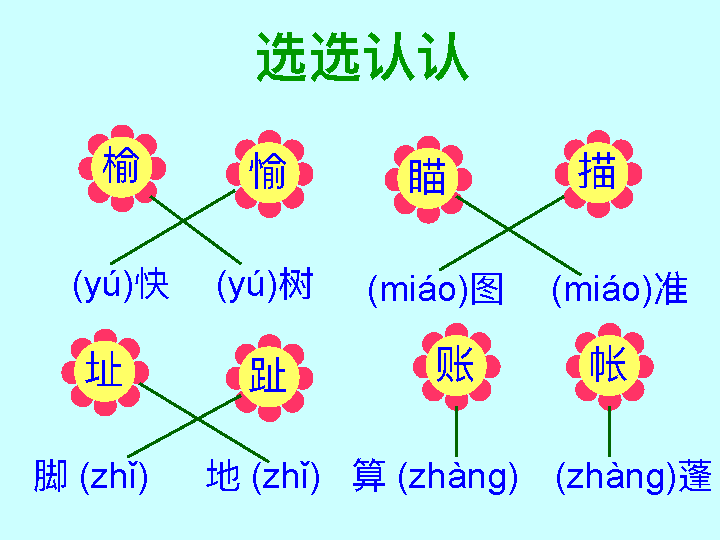 选选认认
榆 愉 瞄 描
(yú)快 (yú)树 (miáo)图 (miáo)准
址 趾 账 帐
脚 (zhǐ) 地 (zhǐ) 算 (zhàng) (zhàng)蓬